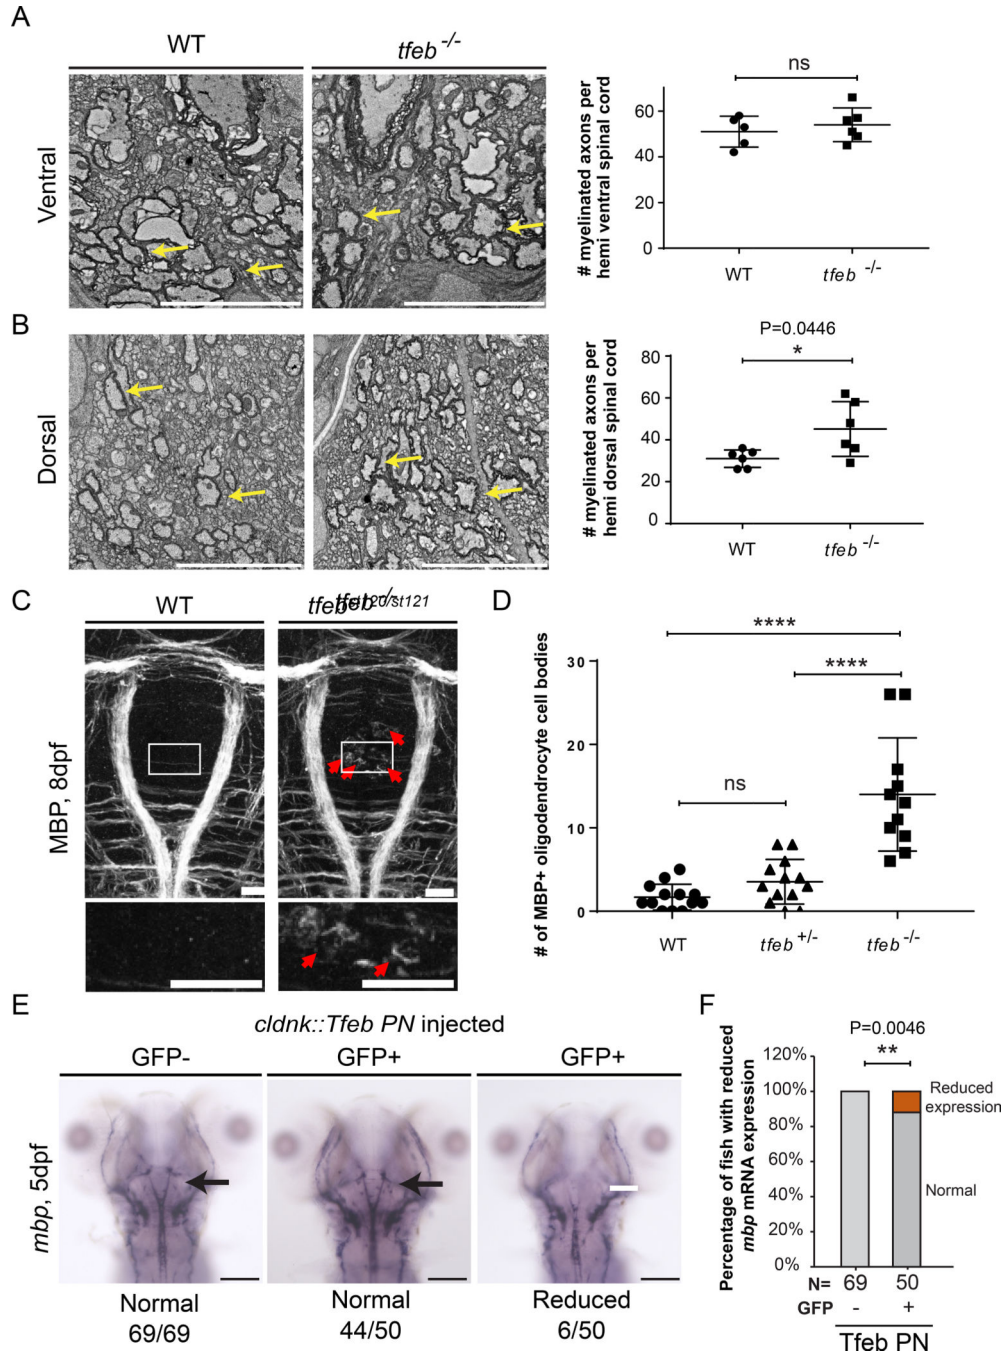 A
WT
tfeb -/-
Ventral
# myelinated axons per
hemi ventral spinal cord
ns
60
40
20
0
WT
tfeb -/-
B
Dorsal
# myelinated axons per
hemi dorsal spinal cord
P=0.0446
*
80
60
40
20
0
WT
tfeb -/-
C
WT
tfeb -/-
MBP, 8dpf
D
# of MBP+ oligodendrocyte cell bodies
****
****
ns
30
20
10
0
WT
tfeb +/-
tfeb -/-
E
cldnk::Tfeb PN injected
GFP-
GFP+
GFP+
mbp, 5dpf
Normal
69/69
Normal
44/50
Reduced
6/50
F
P=0.0046
**
Percentage of fish with reduced
mbp mRNA expression
120%
100%
80%
60%
40%
20%
0%
Reduced
expression
Normal
N= 69 50
GFP - +
Tfeb PN